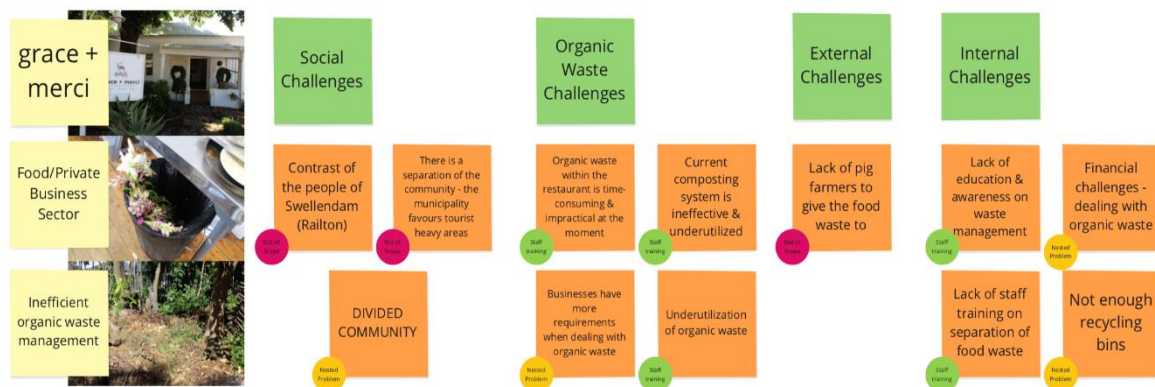 grace +
merci
Social
Challenges
Organic
Waste
Challenges
External
Challenges
Internal
Challenges
ce + merci
Food/Private
Business
Sector
Contrast of
the people of
Swellendam
(Railton)
Out of
Scope
There is a
separation of the
community - the
municipality
favours tourist
heavy areas
Out of
Scope
Organic waste
within the
restaurant is time-
consuming &
impractical at the
moment
Staff
training
Current
composting
system is
ineffective &
underutilized
Staff
training
Lack of pig
farmers to
give the food
waste to
Out of
Scope
Lack of
education &
awareness on
waste
management
Staff
training
Financial
challenges -
dealing with
organic waste
Nested
Problem
Inefficient
organic waste
management
DIVIDED
COMMUNITY
Nested
Problem
Businesses have
more
requirements
when dealing with
organic waste
Nested
Problem
Underutilization
of organic waste
Staff
training
Lack of staff
training on
separation of
food waste
Staff
training
Not enough
recycling
bins
Nested
Problem